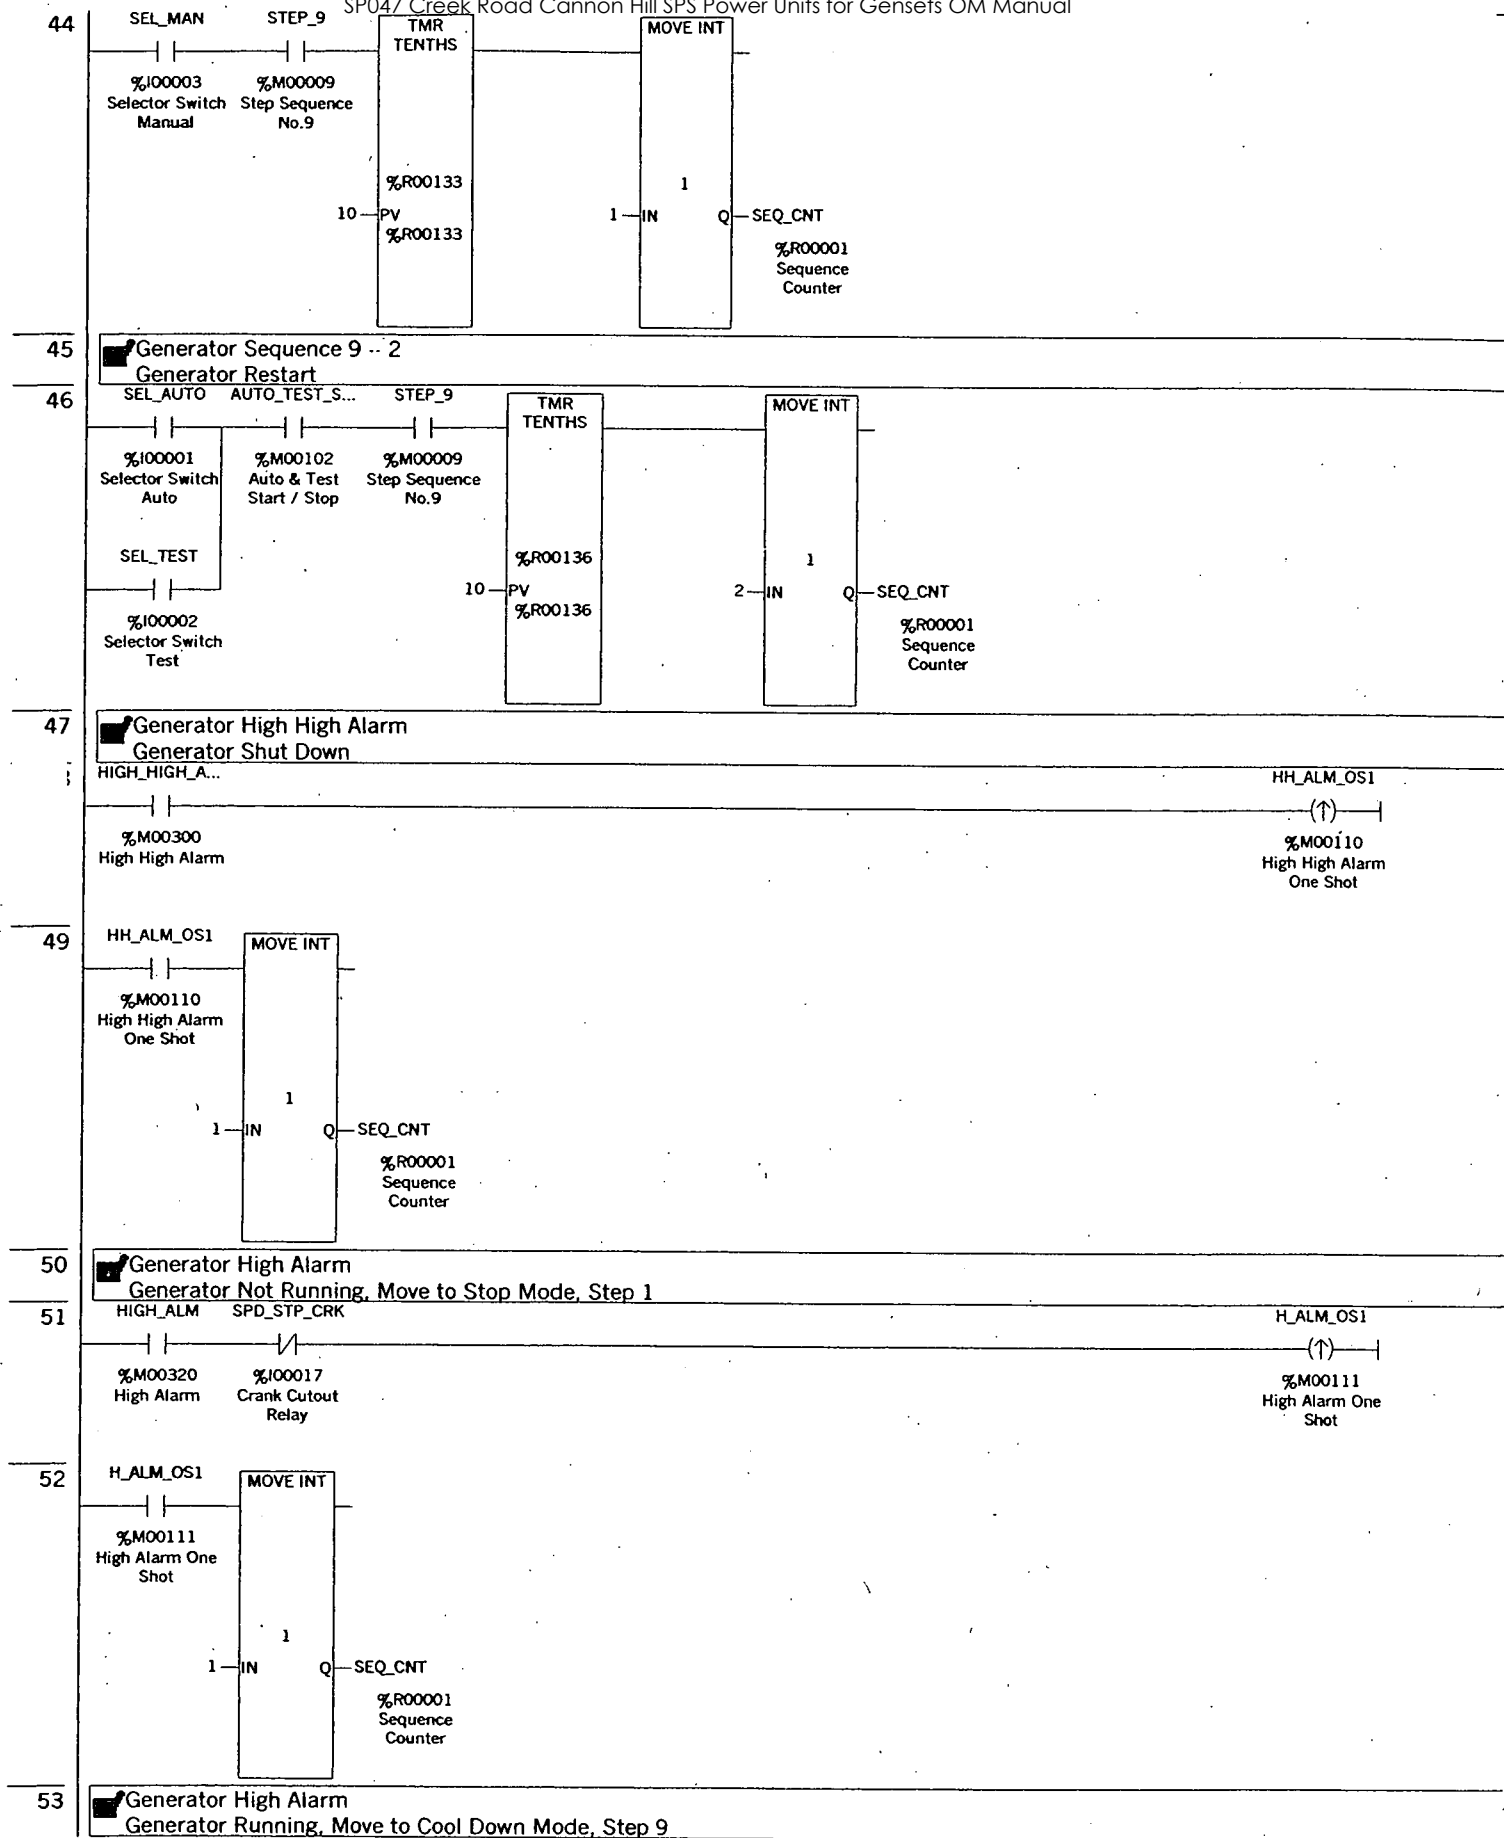 SP047 Creek Road Cannon Hill SPS Power Units for Gensets OM Manual
44
SEL_MAN STEP_9 TMR TENTHS MOVE INT
%I00003 %M00009
Selector Switch Step Sequence
Manual No.9
%R00133 1
10 PV 1 IN Q SEQ_CNT
%R00133
%R00001
Sequence
Counter
45
Generator Sequence 9 -- 2
Generator Restart
46
SEL_AUTO AUTO_TEST_S... STEP_9 TMR TENTHS MOVE INT
%I00001 %M00102 %M00009
Selector Switch Auto & Test Step Sequence
Auto Start / Stop No.9
SEL_TEST
%R00136 1
10 PV 2 IN Q SEQ_CNT
%R00136
%I00002 %R00001
Selector Switch Sequence
Test Counter
47
Generator High High Alarm
Generator Shut Down
HIGH_HIGH_A... HH_ALM_OS1
%M00300 %M00110
High High Alarm High High Alarm
One Shot
49
HH_ALM_OS1 MOVE INT
%M00110
High High Alarm
One Shot
1
1 IN Q SEQ_CNT
%R00001
Sequence
Counter
50
Generator High Alarm
Generator Not Running, Move to Stop Mode, Step 1
51
HIGH_ALM SPD_STP_CRK H_ALM_OS1
%M00320 %I00017 %M00111
High Alarm Crank Cutout High Alarm One
Relay Shot
52
H_ALM_OS1 MOVE INT
%M00111
High Alarm One
Shot
1
1 IN Q SEQ_CNT
%R00001
Sequence
Counter
53
Generator High Alarm
Generator Running, Move to Cool Down Mode, Step 9